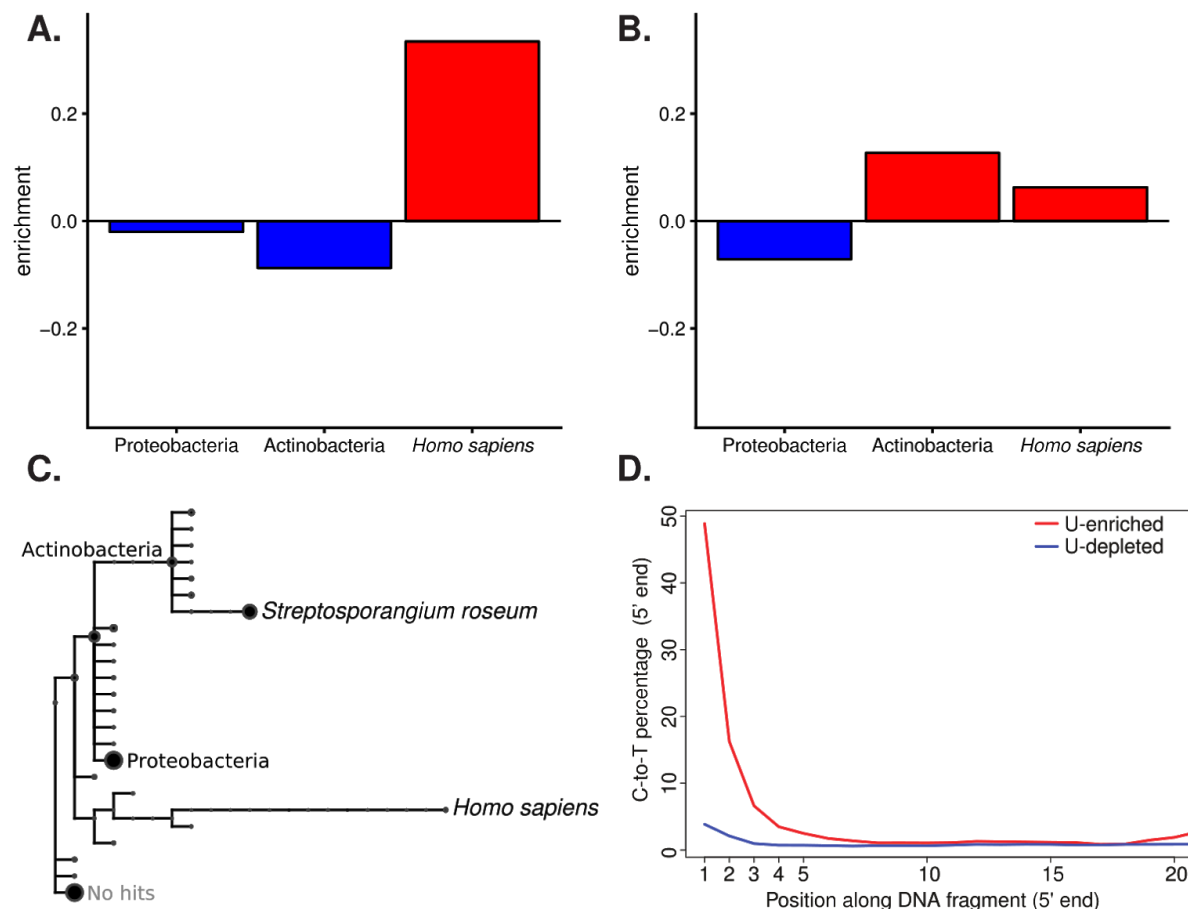 A.
enrichment
0.2
0.0
−0.2
Proteobacteria
Actinobacteria
Homo sapiens
B.
enrichment
0.2
0.0
−0.2
Proteobacteria
Actinobacteria
Homo sapiens
C.
Actinobacteria
Streptosporangium roseum
Proteobacteria
Homo sapiens
No hits
D.
C-to-T percentage (5' end)
50
40
30
20
10
0
U-enriched
U-depleted
1 2 3 4 5 10 15 20
Position along DNA fragment (5' end)